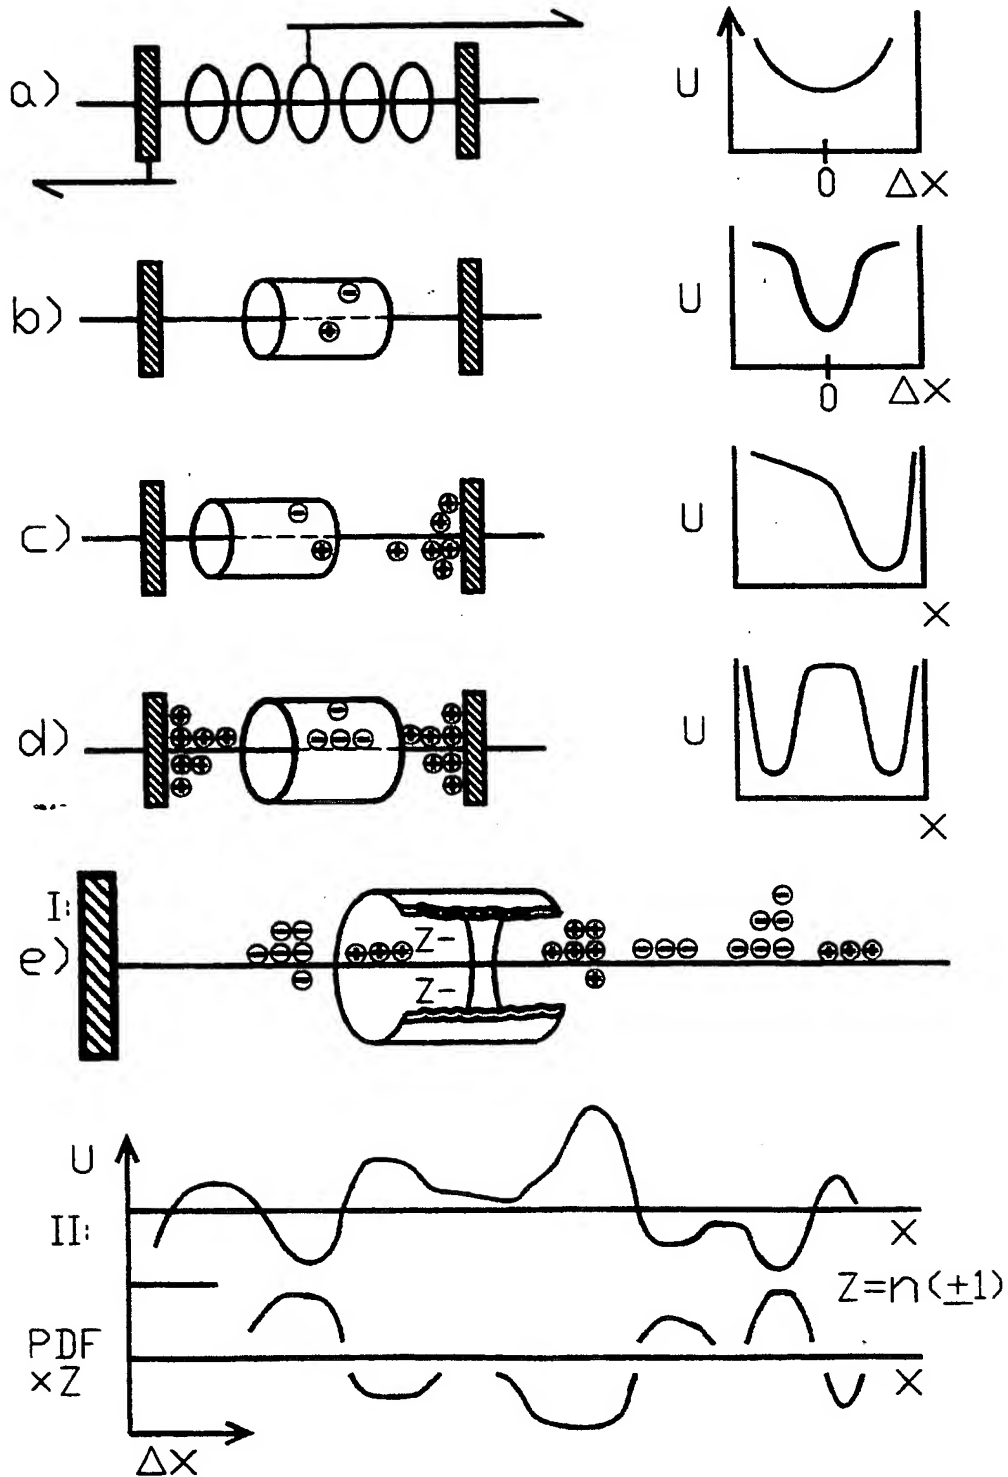 a)
U
0 ΔX
b)
U
0 ΔX
c)
U
X
d)
U
X
I:
e)
⊖
⊖⊖ ⊕⊕ ⊖⊖
⊖⊖⊖ ⊕⊕⊕ Z- ⊕⊕⊕ ⊖⊖⊖ ⊖⊖⊖ ⊕⊕⊕
⊖ Z- ⊕
U
II:
X
Z=n(±1)
PDF
×Z
X
ΔX